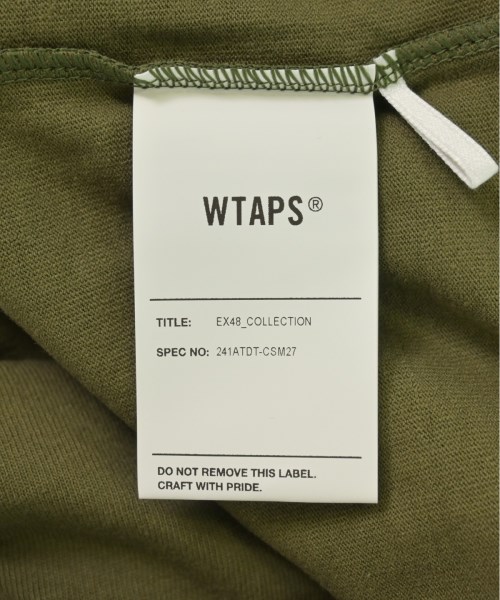 WTAPS®
TITLE: EX48_COLLECTION
SPEC NO: 241ATDT-CSM27
DO NOT REMOVE THIS LABEL.
CRAFT WITH PRIDE.